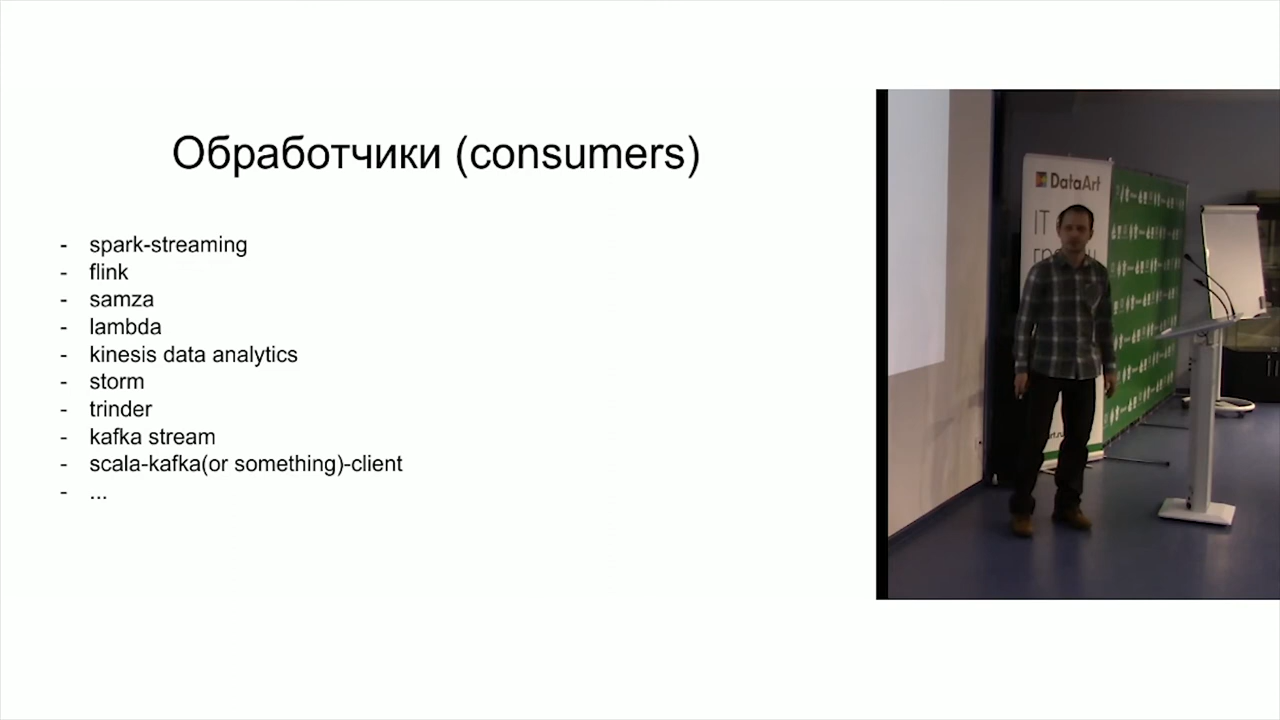 Обработчики (consumers)
- spark-streaming
- flink
- samza
- lambda
- kinesis data analytics
- storm
- trinder
- kafka stream
- scala-kafka(or something)-client
- ...
DataArt
IT